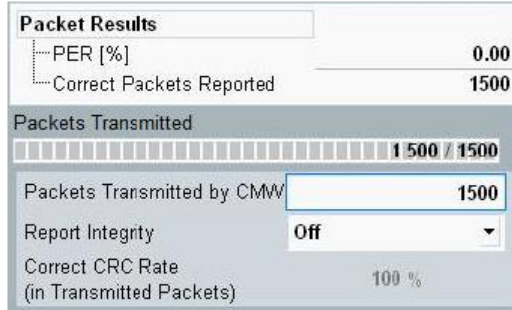 Packet Results
PER [%] 0.00
Correct Packets Reported 1500
Packets Transmitted
1 500 / 1500
Packets Transmitted by CMW 1500
Report Integrity Off
Correct CRC Rate 
(in Transmitted Packets) 100 %